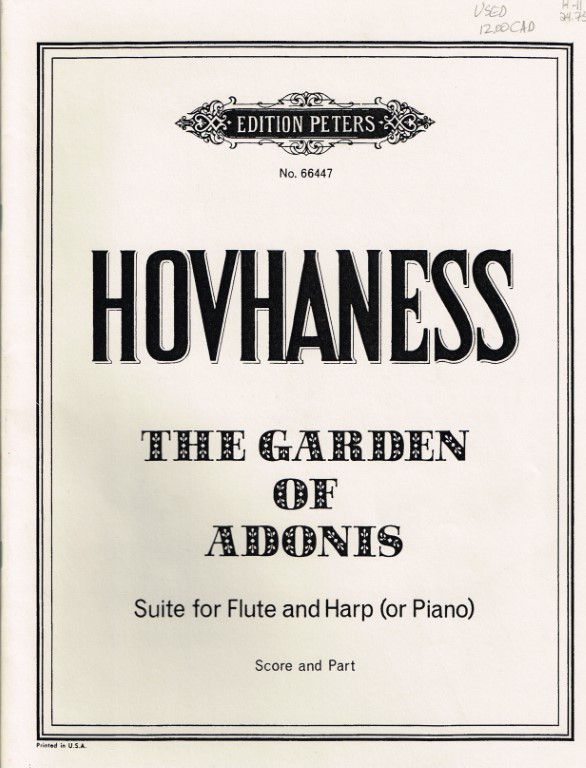 USED
12.00 CAD
EDITION PETERS
No. 66447
HOVHANESS
THE GARDEN
OF
ADONIS
Suite for Flute and Harp (or Piano)
Score and Part
Printed in U.S.A.